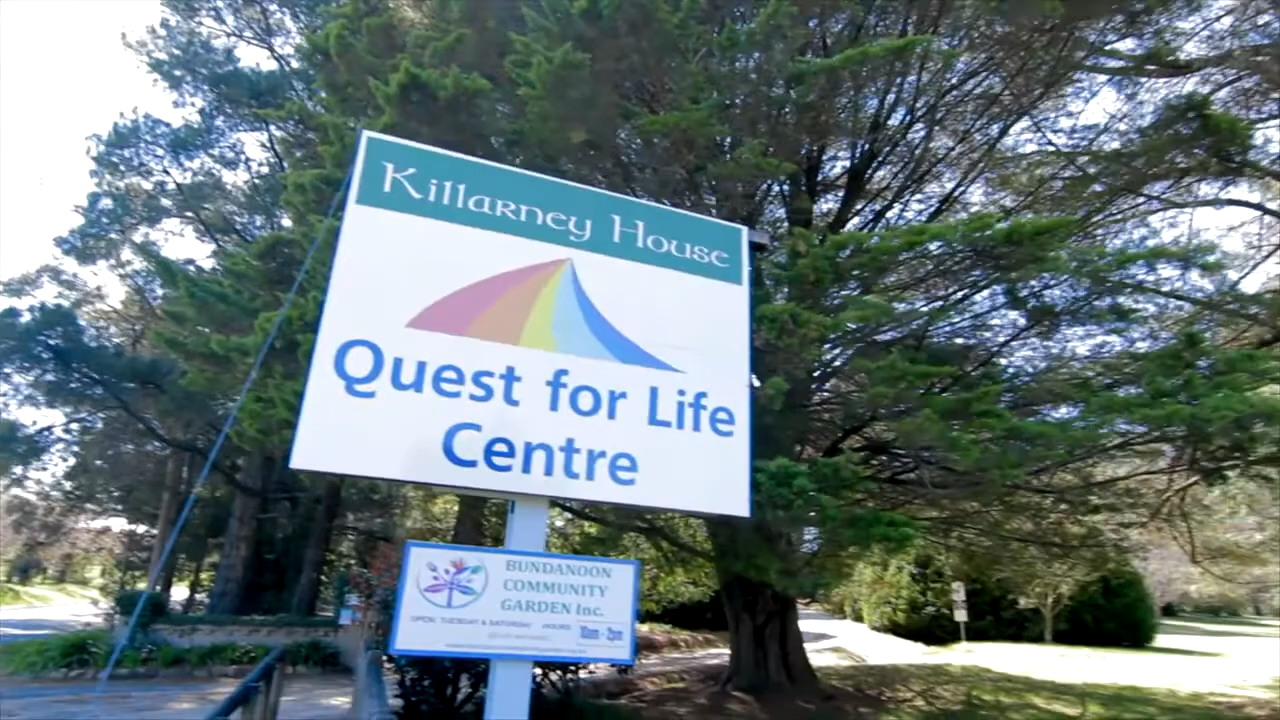 Killarney House
Quest for Life
Centre
BUNDANOON
COMMUNITY
GARDEN Inc.
OPEN: TUESDAY & SATURDAY HOURS 10am - 2pm